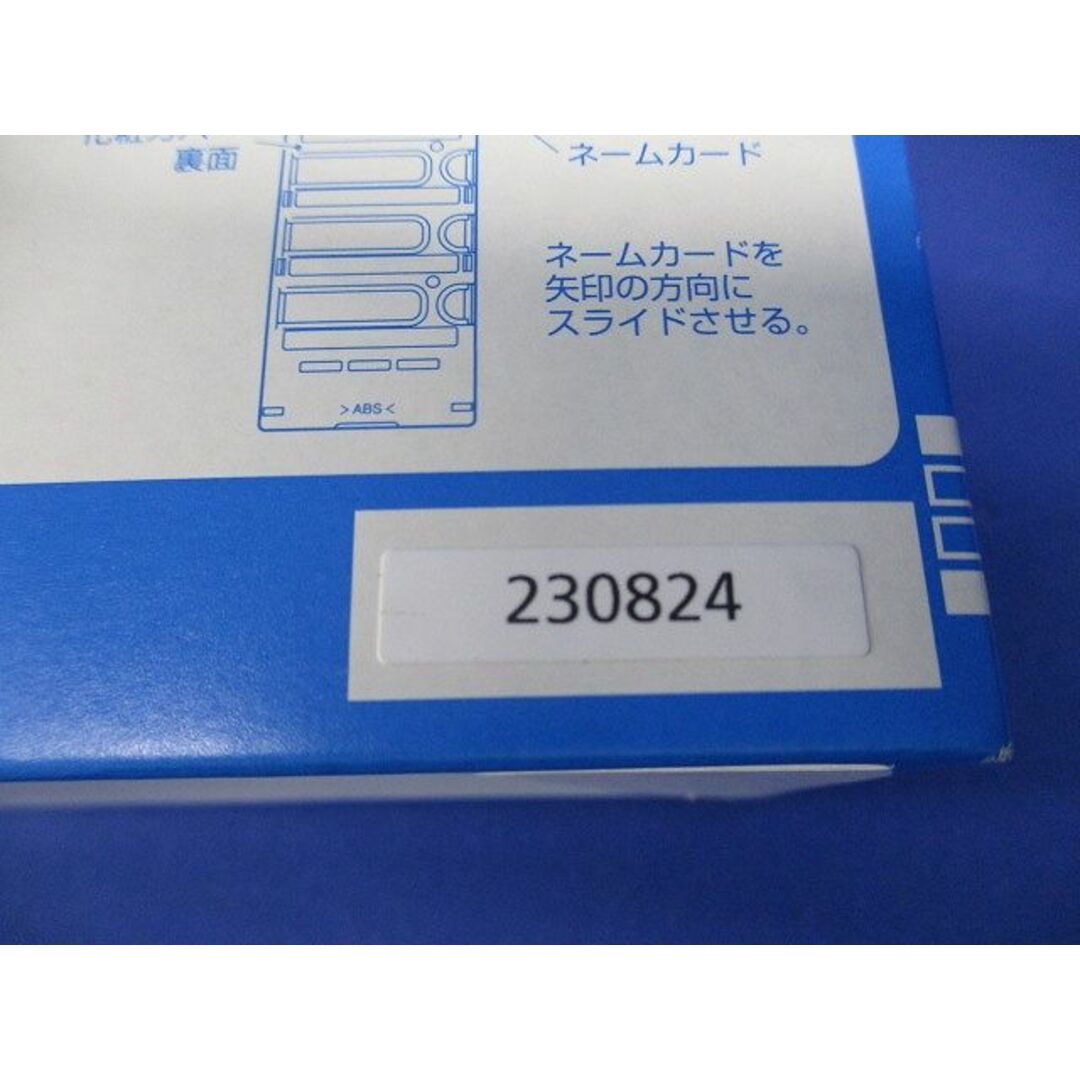 裏面
ネームカード
ネームカードを
矢印の方向に
スライドさせる。
>ABS<
230824